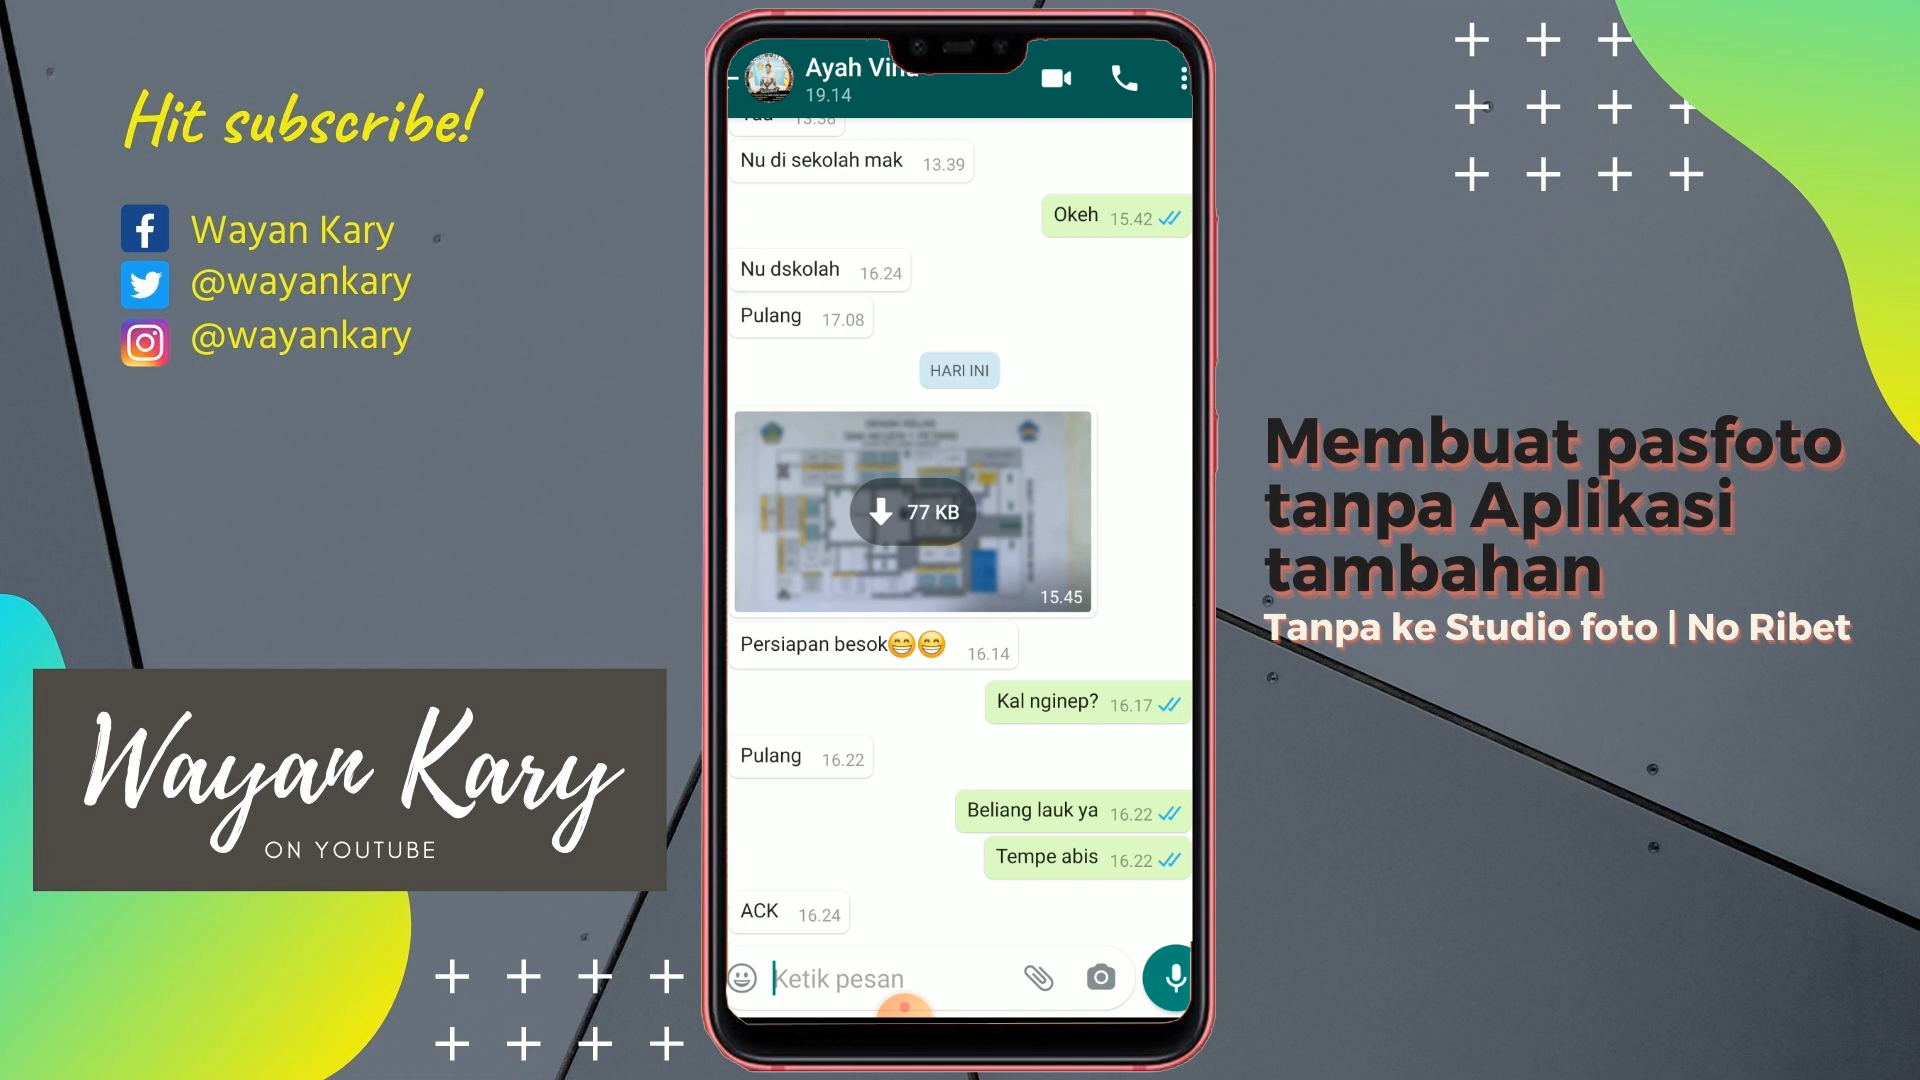 Hit subscribe!
Wayan Kary
@wayankary
@wayankary
Wayan Kary
ON YOUTUBE
Ayah Vina
19.14
13.38
Nu di sekolah mak 13.39
Okeh 15.42
Nu dskolah 16.24
Pulang 17.08
HARI INI
77 KB
15.45
Persiapan besok😁😁 16.14
Kal nginep? 16.17
Pulang 16.22
Beliang lauk ya 16.22
Tempe abis 16.22
ACK 16.24
Ketik pesan
Membuat pasfoto
tanpa Aplikasi
tambahan
Tanpa ke Studio foto | No Ribet